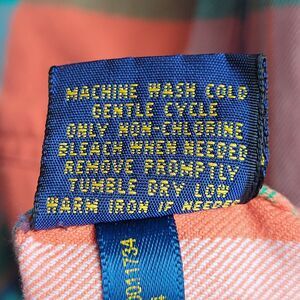 MACHINE WASH COLD
GENTLE CYCLE
ONLY NON-CHLORINE
BLEACH WHEN NEEDED
REMOVE PROMPTLY
TUMBLE DRY LOW
WARM IRON IF NEEDED
3011734